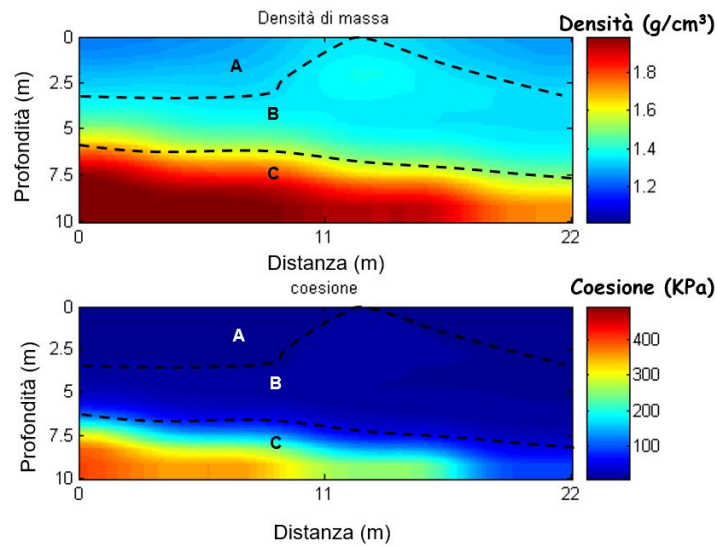 Densità di massa
Densità (g/cm³)
0
2.5
5
7.5
10
Profondità (m)
A
B
C
0
11
22
Distanza (m)
1.8
1.6
1.4
1.2
coesione
Coesione (KPa)
0
2.5
5
7.5
10
Profondità (m)
A
B
C
0
11
22
Distanza (m)
400
300
200
100